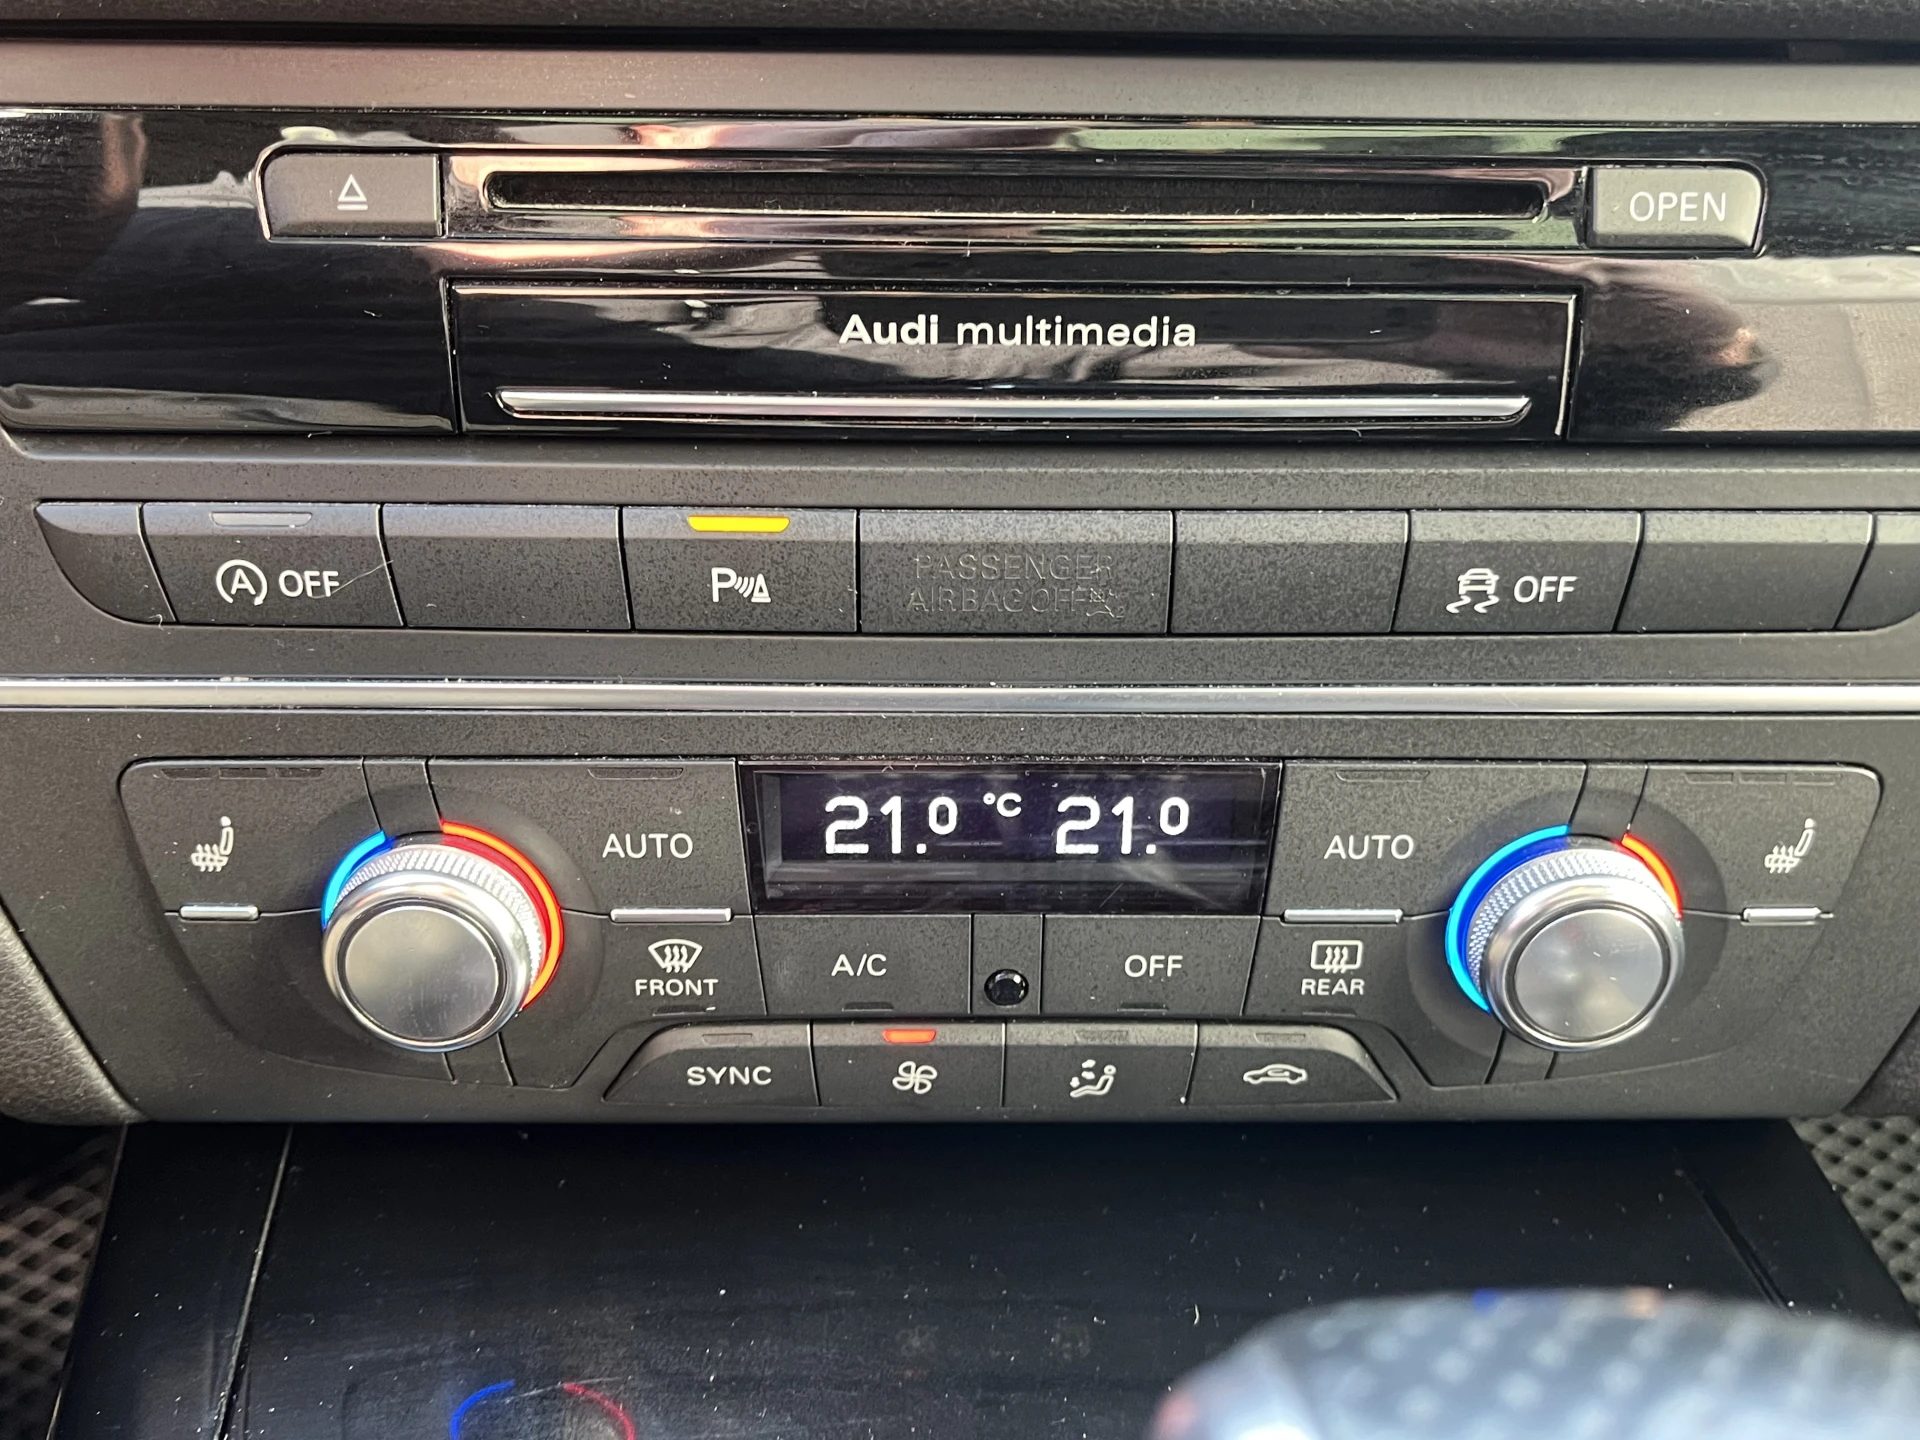 OPEN
Audi multimedia
A OFF
P
PASSENGER
AIRBAG OFF
OFF
AUTO
21.0 °C 21.0
AUTO
FRONT
A/C
OFF
REAR
SYNC